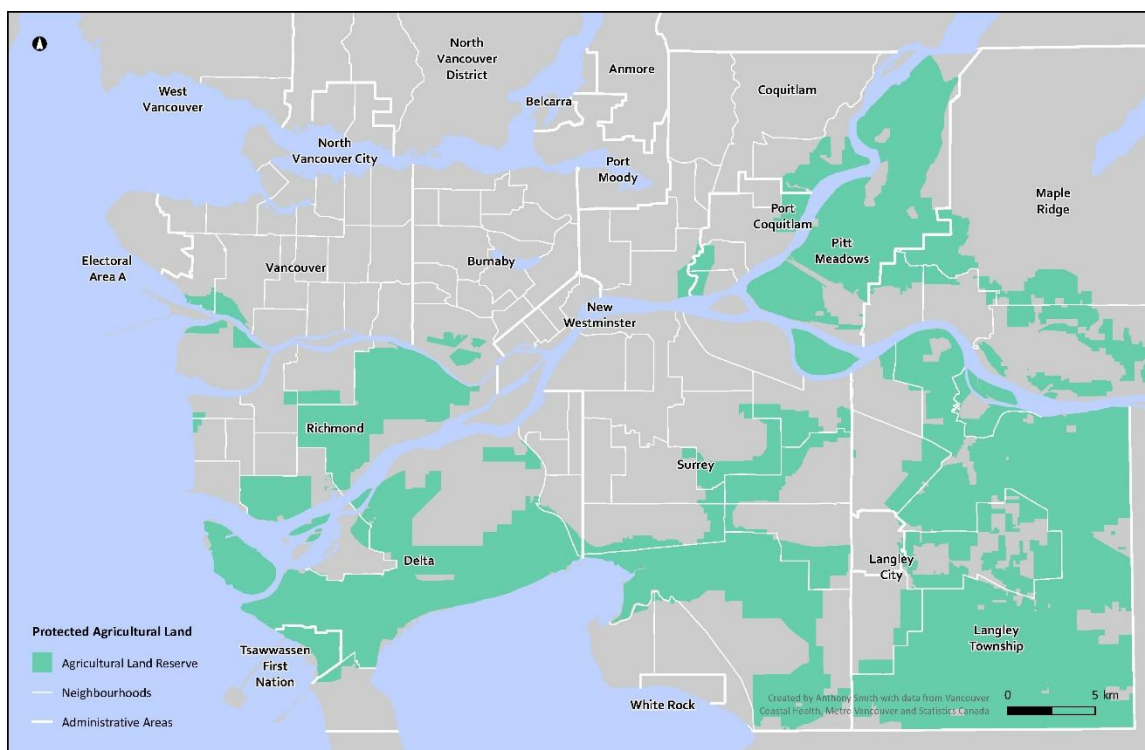 North
Vancouver
District
Anmore
Coquitlam
West
Vancouver
Belcarra
North
Vancouver City
Port
Moody
Maple
Ridge
Port
Coquitlam
Electoral
Area A
Vancouver
Burnaby
Pitt
Meadows
New
Westminster
Richmond
Surrey
Delta
Langley
City
Langley
Township
Tsawwassen
First
Nation
White Rock
Protected Agricultural Land
Agricultural Land Reserve
Neighbourhoods
Administrative Areas
Created by Anthony Smith with data from Vancouver
Coastal Health, Metro Vancouver and Statistics Canada
0 5 km